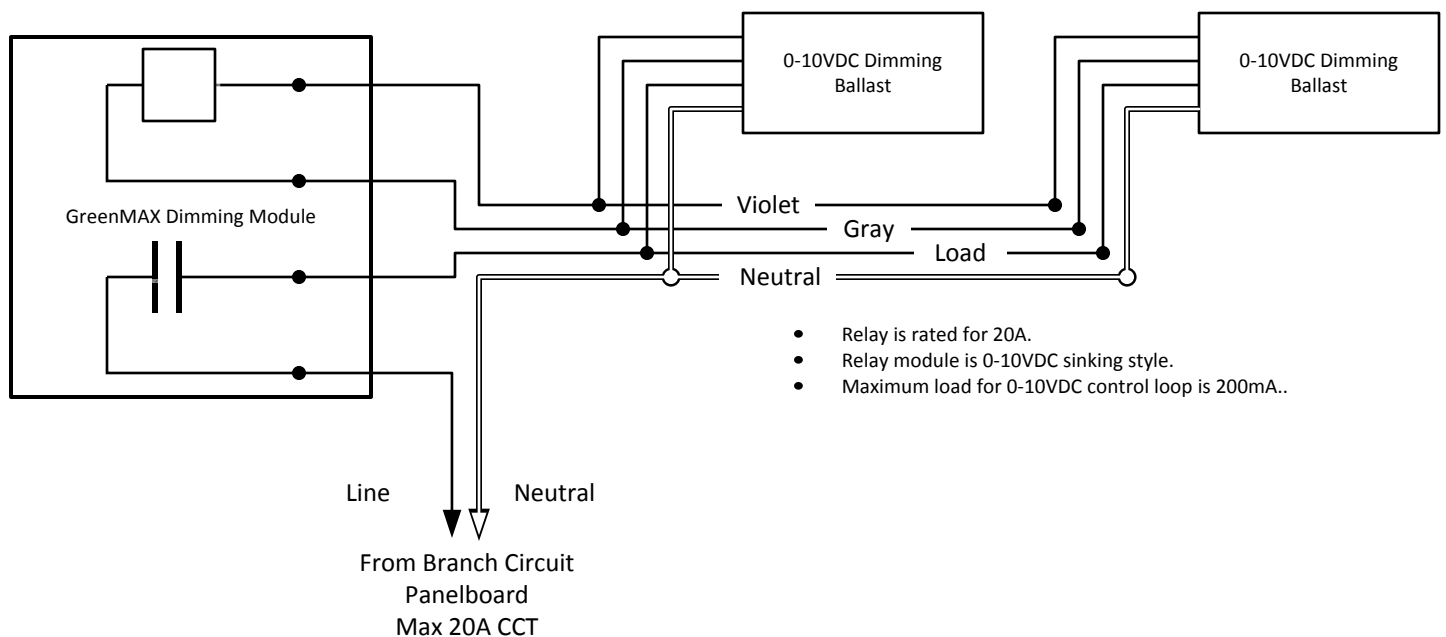 0-10VDC Dimming
Ballast
0-10VDC Dimming
Ballast
GreenMAX Dimming Module
Violet
Gray
Load
Neutral
• Relay is rated for 20A.
• Relay module is 0-10VDC sinking style.
• Maximum load for 0-10VDC control loop is 200mA..
Line
Neutral
From Branch Circuit
Panelboard
Max 20A CCT